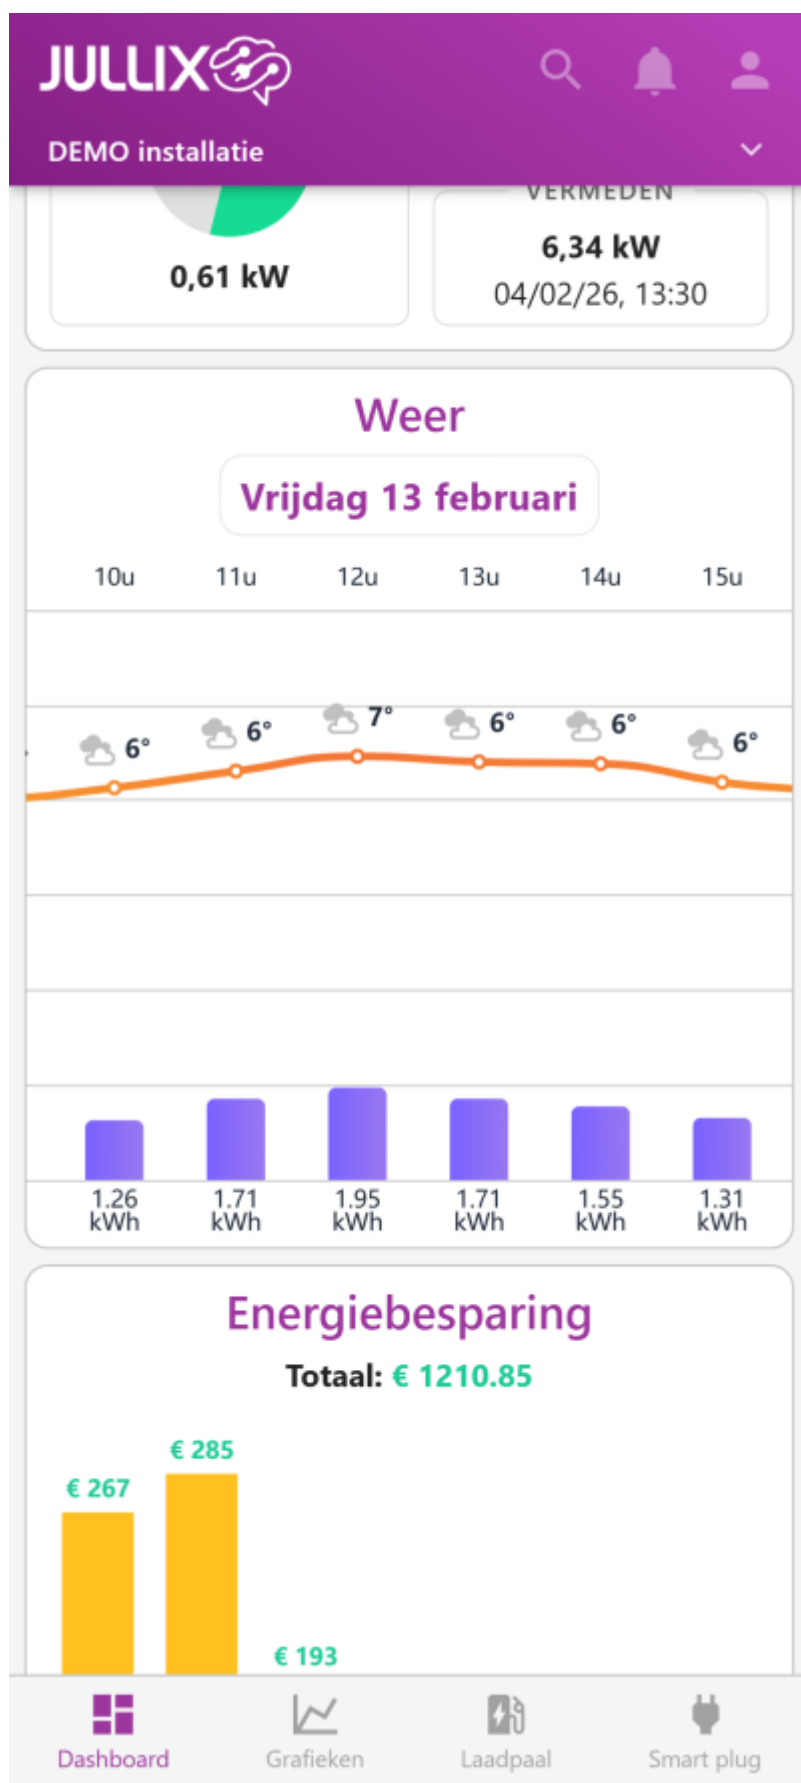 JULLIX
DEMO installatie
VERMEDEN
0,61 kW
6,34 kW
04/02/26, 13:30
Weer
Vrijdag 13 februari
10u 11u 12u 13u 14u 15u
6° 6° 7° 6° 6° 6°
1.26 kWh 1.71 kWh 1.95 kWh 1.71 kWh 1.55 kWh 1.31 kWh
Energiebesparing
Totaal: € 1210.85
€ 285
€ 267
€ 193
Dashboard Grafieken Laadpaal Smart plug